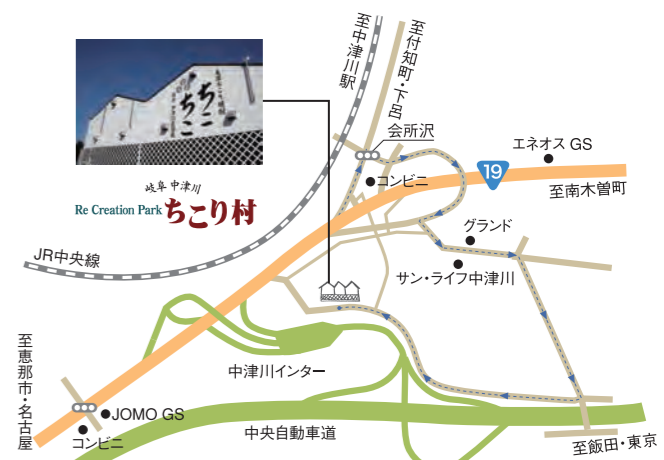 至中津川駅
至付知町・下呂
会所沢
エネオス GS
コンビニ
19
至南木曽町
ちこり
ちこ
岐阜 中津川
Re Creation Park ちこり村
JR中央線
グランド
サン・ライフ中津川
中津川インター
至恵那市・名古屋
JOMO GS
コンビニ
中央自動車道
至飯田・東京